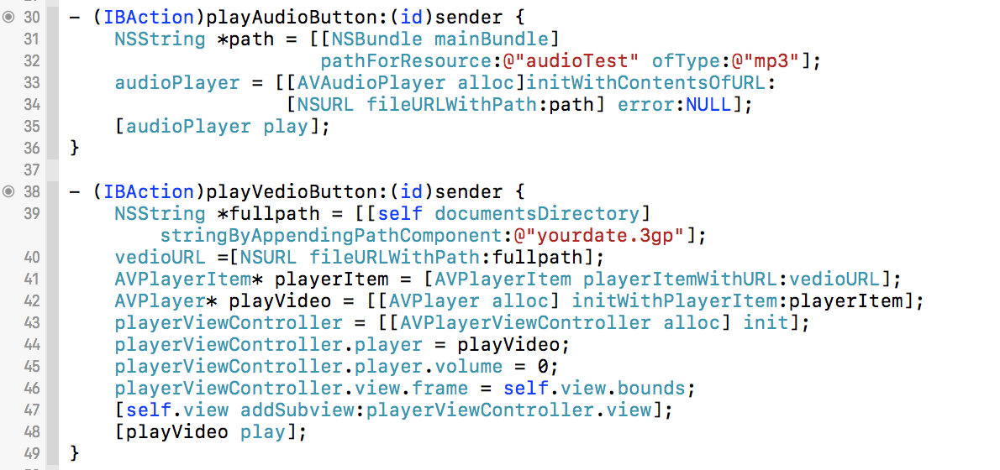 30 - (IBAction)playAudioButton:(id)sender {
31 NSString *path = [[NSBundle mainBundle]
32 pathForResource:@"audioTest" ofType:@"mp3"];
33 audioPlayer = [[AVAudioPlayer alloc]initWithContentsOfURL:
34 [NSURL fileURLWithPath:path] error:NULL];
35 [audioPlayer play];
36 }
37
38 - (IBAction)playVedioButton:(id)sender {
39 NSString *fullpath = [[self documentsDirectory]
stringByAppendingPathComponent:@"yourdate.3gp"];
40 vedioURL =[NSURL fileURLWithPath:fullpath];
41 AVPlayerItem* playerItem = [AVPlayerItem playerItemWithURL:vedioURL];
42 AVPlayer* playVideo = [[AVPlayer alloc] initWithPlayerItem:playerItem];
43 playerViewController = [[AVPlayerViewController alloc] init];
44 playerViewController.player = playVideo;
45 playerViewController.player.volume = 0;
46 playerViewController.view.frame = self.view.bounds;
47 [self.view addSubview:playerViewController.view];
48 [playVideo play];
49 }